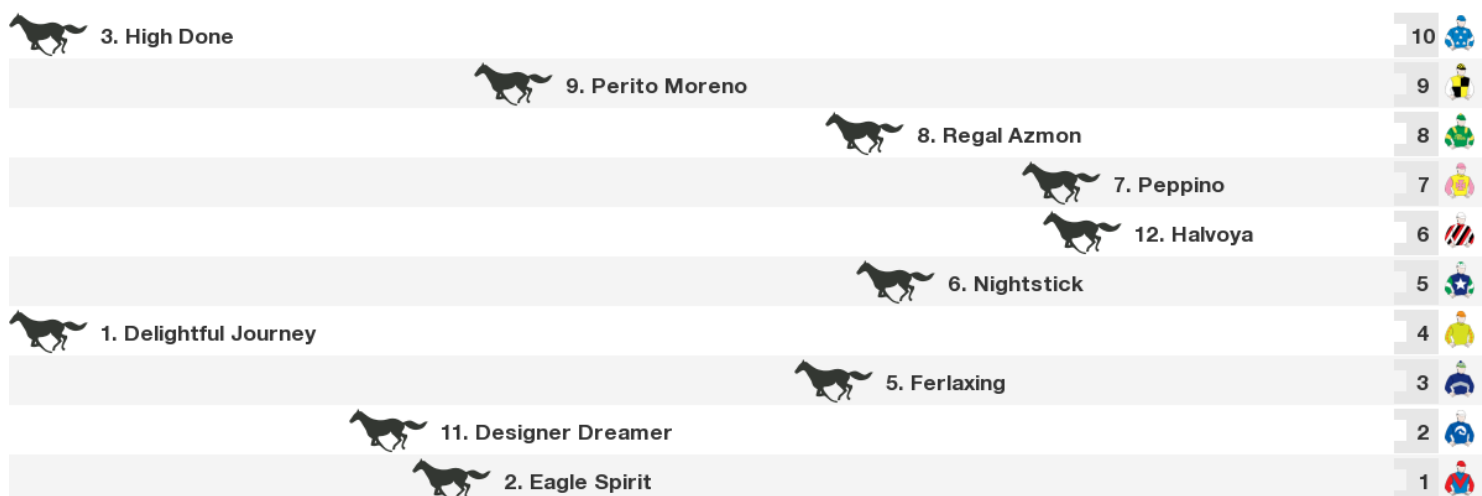 3. High Done 10
9. Perito Moreno 9
8. Regal Azmon 8
7. Peppino 7
12. Halvoya 6
6. Nightstick 5
1. Delightful Journey 4
5. Ferlaxing 3
11. Designer Dreamer 2
2. Eagle Spirit 1